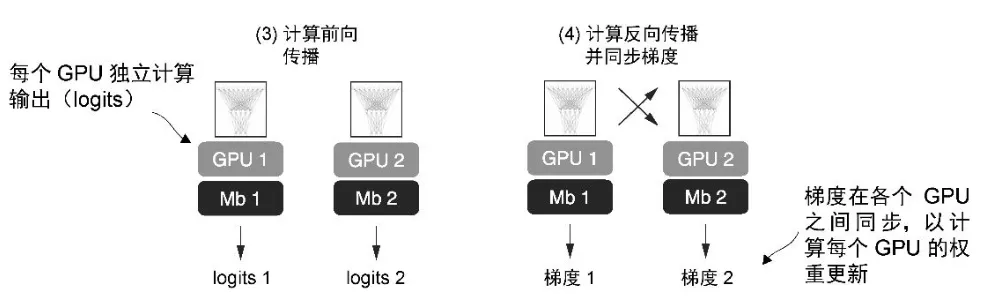 (3) 计算前向
传播
每个 GPU 独立计算
输出（logits）
GPU 1
GPU 2
Mb 1
Mb 2
logits 1
logits 2
(4) 计算反向传播
并同步梯度
GPU 1
GPU 2
Mb 1
Mb 2
梯度 1
梯度 2
梯度在各个 GPU
之间同步，以计
算每个 GPU 的权
重更新